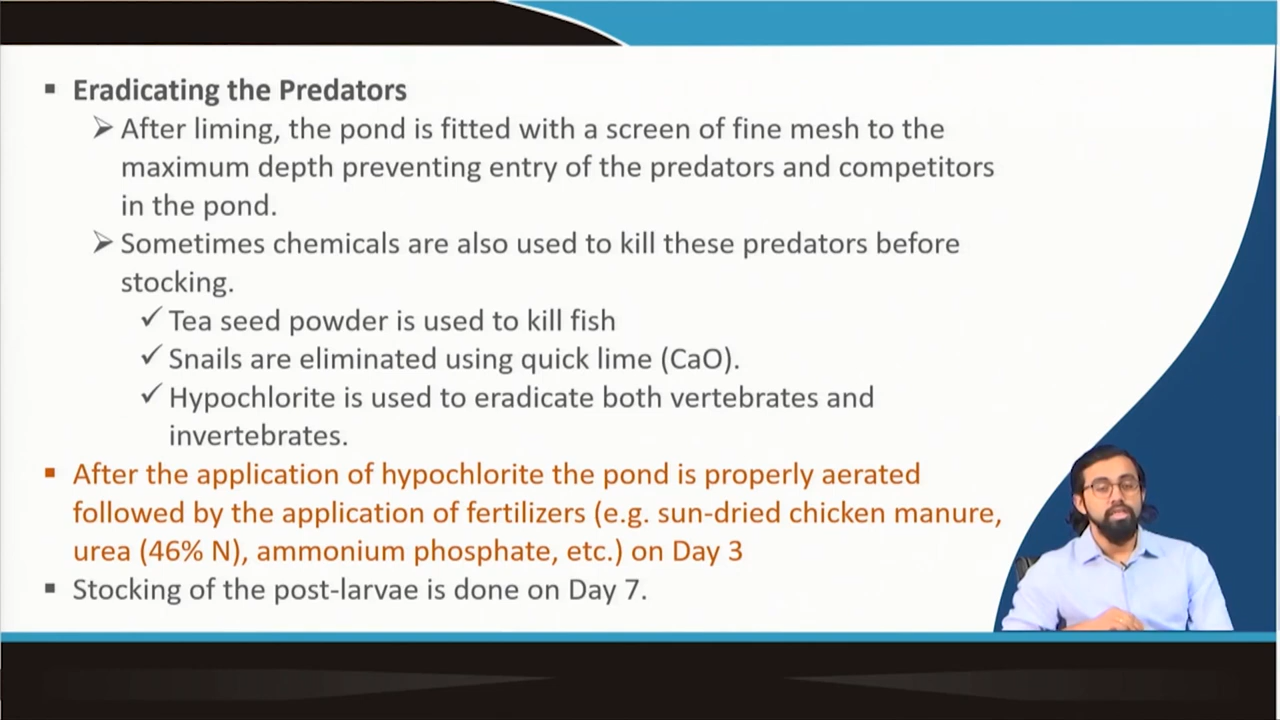 ▪ Eradicating the Predators
➢ After liming, the pond is fitted with a screen of fine mesh to the
maximum depth preventing entry of the predators and competitors
in the pond.
➢ Sometimes chemicals are also used to kill these predators before
stocking.
✓ Tea seed powder is used to kill fish
✓ Snails are eliminated using quick lime (CaO).
✓ Hypochlorite is used to eradicate both vertebrates and
invertebrates.
▪ After the application of hypochlorite the pond is properly aerated
followed by the application of fertilizers (e.g. sun-dried chicken manure,
urea (46% N), ammonium phosphate, etc.) on Day 3
▪ Stocking of the post-larvae is done on Day 7.